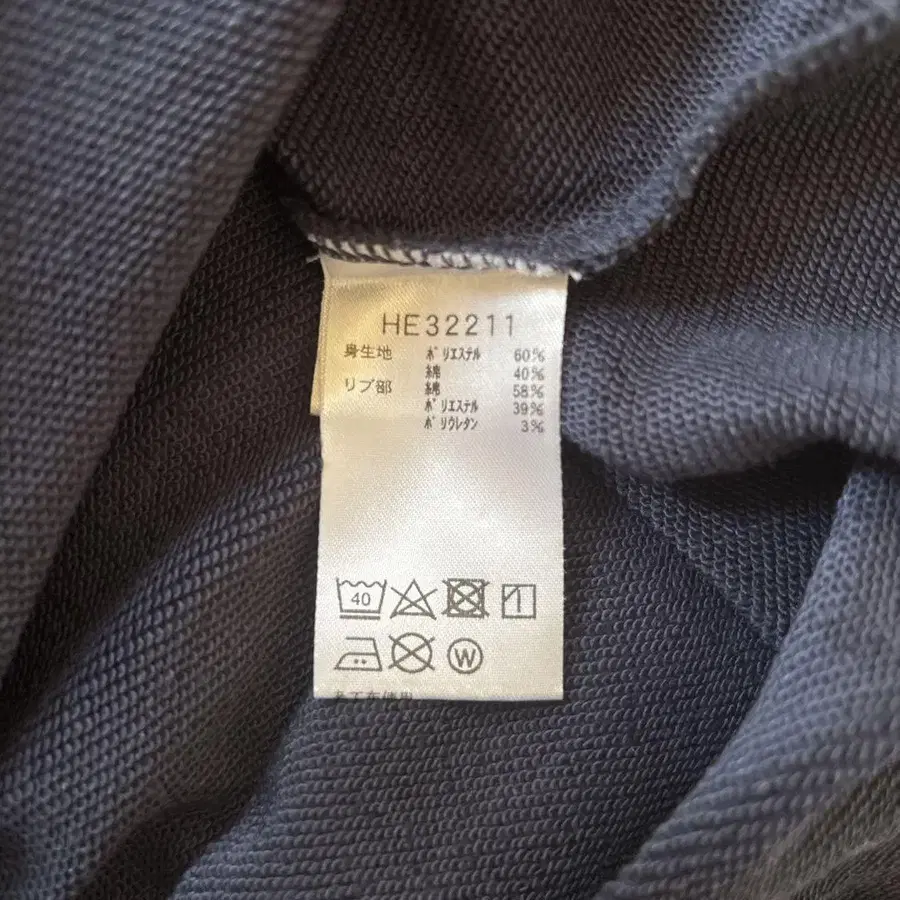 HE32211
身生地 ポリエステル 60%
綿 40%
リブ部 綿 58%
ポリエステル 39%
ポリウレタン 3%
40
W